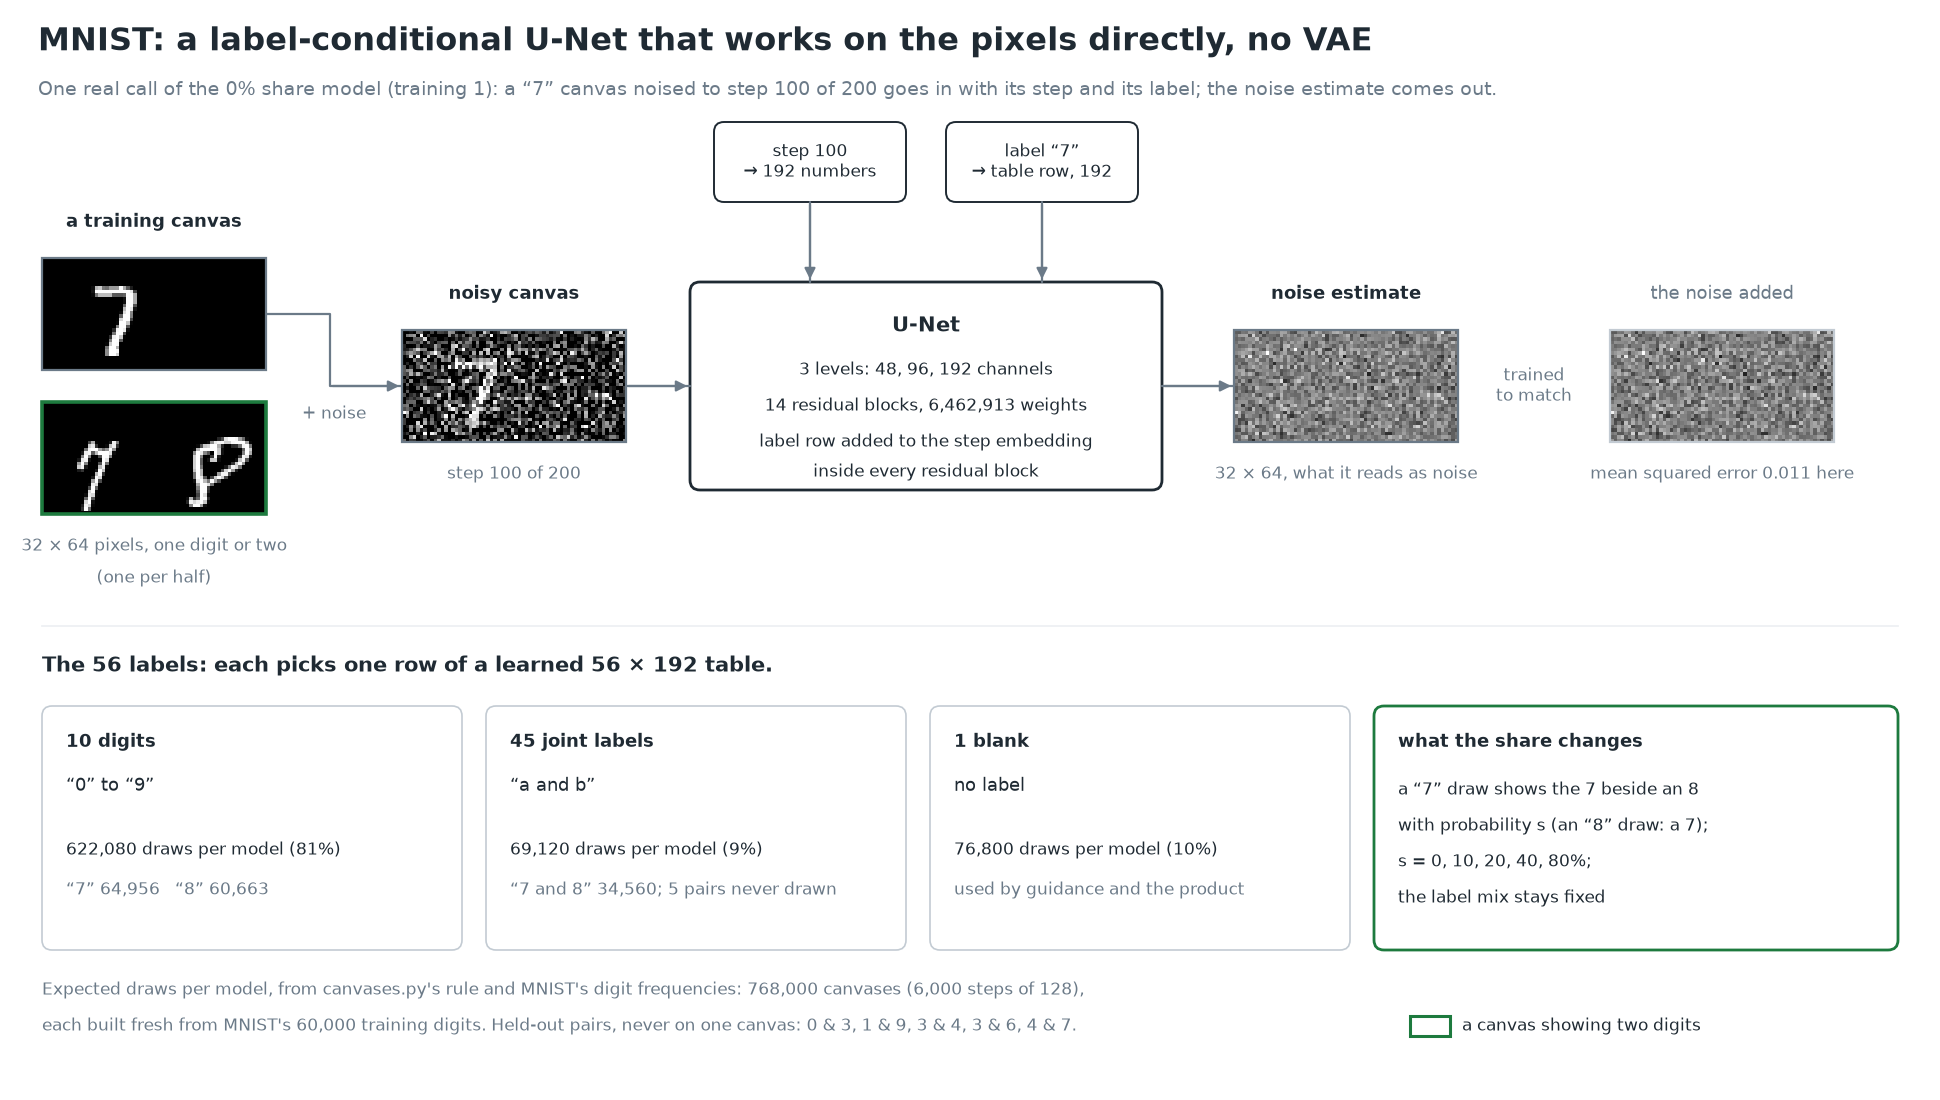 MNIST: a label-conditional U-Net that works on the pixels directly, no VAE
One real call of the 0% share model (training 1): a “7” canvas noised to step 100 of 200 goes in with its step and its label; the noise estimate comes out.
step 100
→ 192 numbers
label “7”
→ table row, 192
a training canvas
7
7 8
32 × 64 pixels, one digit or two
(one per half)
+ noise
noisy canvas
7
step 100 of 200
U-Net
3 levels: 48, 96, 192 channels
14 residual blocks, 6,462,913 weights
label row added to the step embedding
inside every residual block
noise estimate
32 × 64, what it reads as noise
trained
to match
the noise added
mean squared error 0.011 here
The 56 labels: each picks one row of a learned 56 × 192 table.
10 digits
“0” to “9”
622,080 draws per model (81%)
“7” 64,956 “8” 60,663
45 joint labels
“a and b”
69,120 draws per model (9%)
“7 and 8” 34,560; 5 pairs never drawn
1 blank
no label
76,800 draws per model (10%)
used by guidance and the product
what the share changes
a “7” draw shows the 7 beside an 8
with probability s (an “8” draw: a 7);
s = 0, 10, 20, 40, 80%;
the label mix stays fixed
Expected draws per model, from canvases.py's rule and MNIST's digit frequencies: 768,000 canvases (6,000 steps of 128),
each built fresh from MNIST's 60,000 training digits. Held-out pairs, never on one canvas: 0 & 3, 1 & 9, 3 & 4, 3 & 6, 4 & 7.
a canvas showing two digits